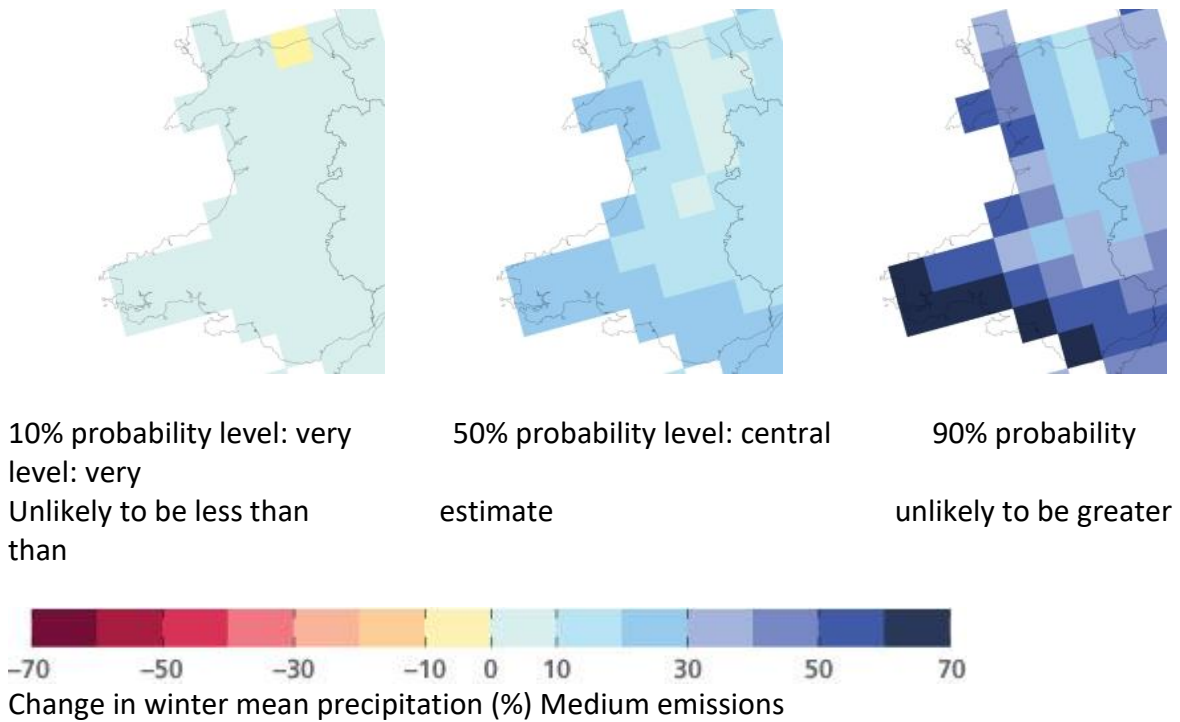 10% probability level: very 50% probability level: central 90% probability
level: very
Unlikely to be less than estimate unlikely to be greater
than
−70 −50 −30 −10 0 10 30 50 70
Change in winter mean precipitation (%) Medium emissions